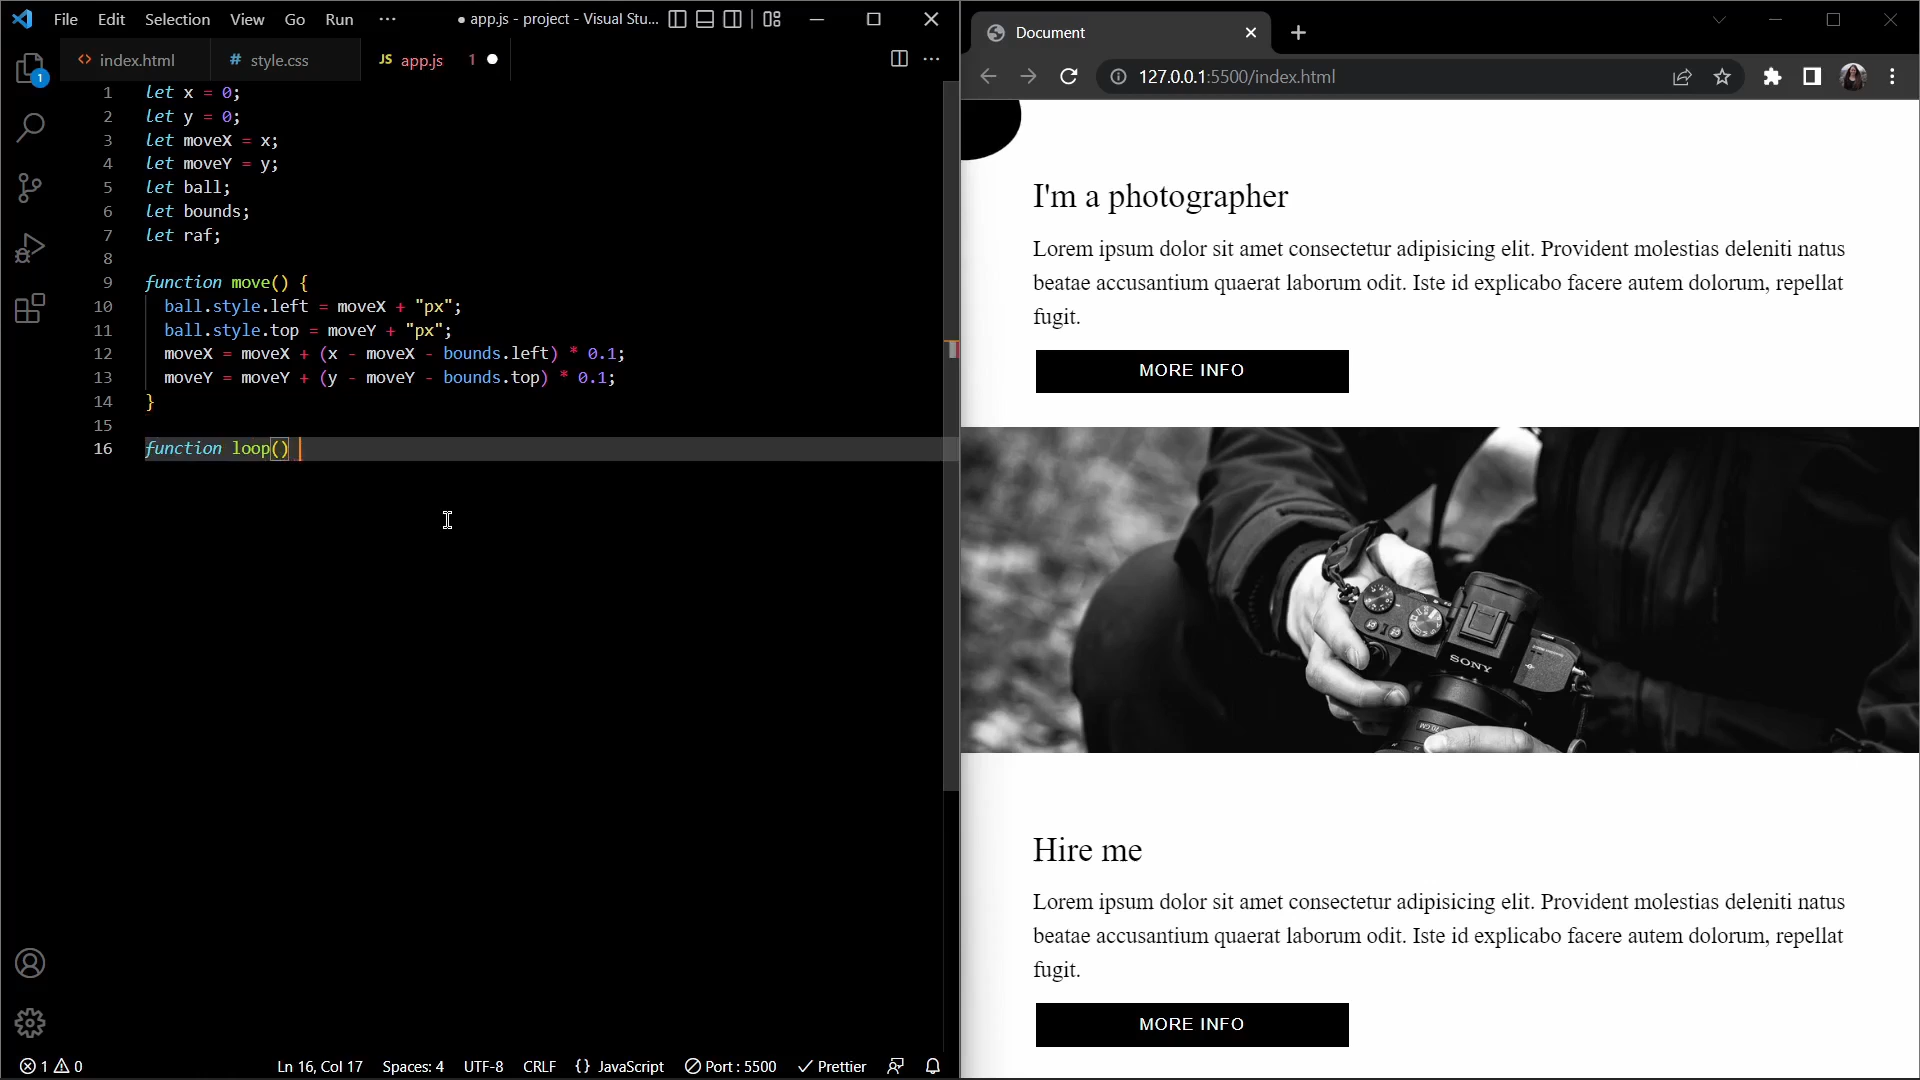 File Edit Selection View Go Run ··· ● app.js - project - Visual Stu...
<> index.html # style.css JS app.js 1 ●
1 let x = 0;
2 let y = 0;
3 let moveX = x;
4 let moveY = y;
5 let ball;
6 let bounds;
7 let raf;
8
9 function move() {
10 ball.style.left = moveX + "px";
11 ball.style.top = moveY + "px";
12 moveX = moveX + (x - moveX - bounds.left) * 0.1;
13 moveY = moveY + (y - moveY - bounds.top) * 0.1;
14 }
15
16 function loop()
1
1 0 Ln 16, Col 17 Spaces: 4 UTF-8 CRLF {} JavaScript Port : 5500 Prettier
Document
127.0.0.1:5500/index.html
I'm a photographer
Lorem ipsum dolor sit amet consectetur adipisicing elit. Provident molestias deleniti natus
beatae accusantium quaerat laborum odit. Iste id explicabo facere autem dolorum, repellat
fugit.
MORE INFO
SONY
Hire me
Lorem ipsum dolor sit amet consectetur adipisicing elit. Provident molestias deleniti natus
beatae accusantium quaerat laborum odit. Iste id explicabo facere autem dolorum, repellat
fugit.
MORE INFO